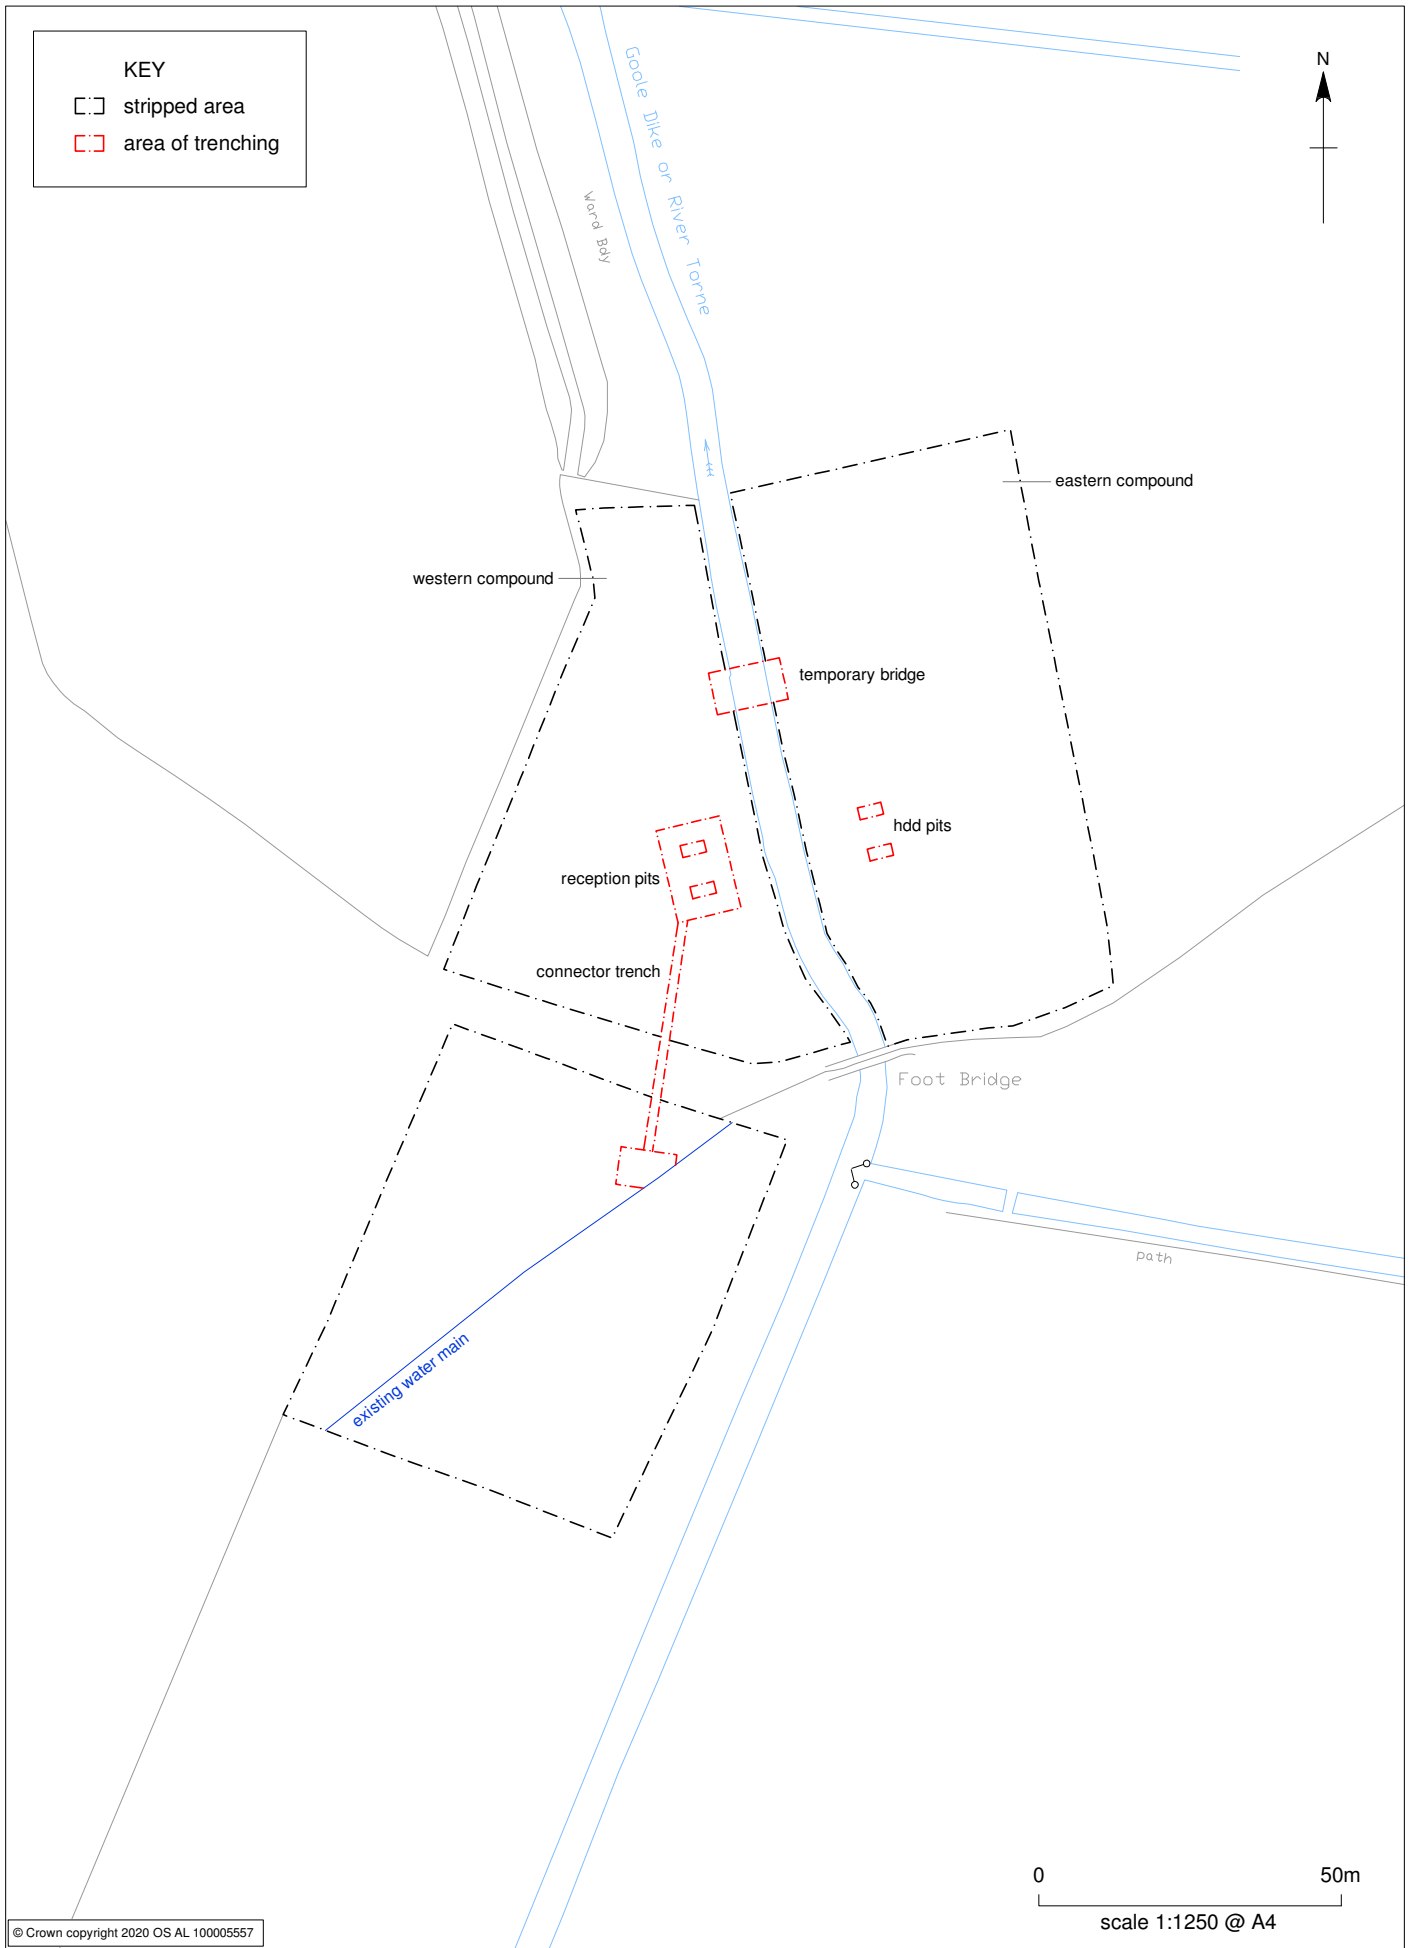 KEY
stripped area
area of trenching
N
Goole Dike or River Torne
Ward Bdy
eastern compound
western compound
temporary bridge
hdd pits
reception pits
connector trench
Foot Bridge
path
existing water main
0 50m
scale 1:1250 @ A4
© Crown copyright 2020 OS AL 100005557